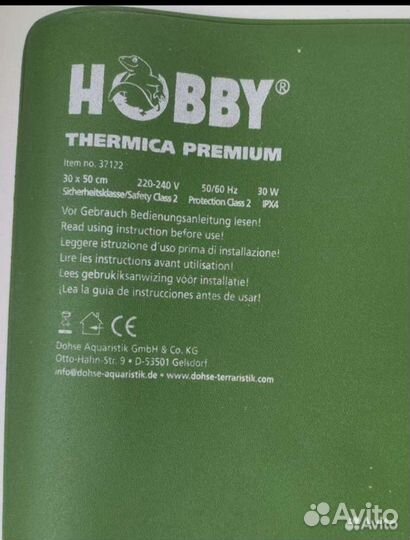 HOBBY®
THERMICA PREMIUM
Item no. 37172
30 x 50 cm 220-240 V 50/60 Hz 30 W
Sicherheitsklasse/Safety Class 2 Protection Class 2 IPX4
Vor Gebrauch Bedienungsanleitung lesen!
Read using instruction before use!
Leggere istruzione d'uso prima di installazione!
Lire les instructions avant utilisation!
Lees gebruiksanwizing vóór installatie!
¡Lea la guia de instrucciones antes de usar!
CE
Dohse Aquaristik GmbH & Co. KG
Otto-Hahn-Str. 9 • D-53501 Gelsdorf
info@dohse-aquaristik.de • www.dohse-terraristik.com
Avito
Avito